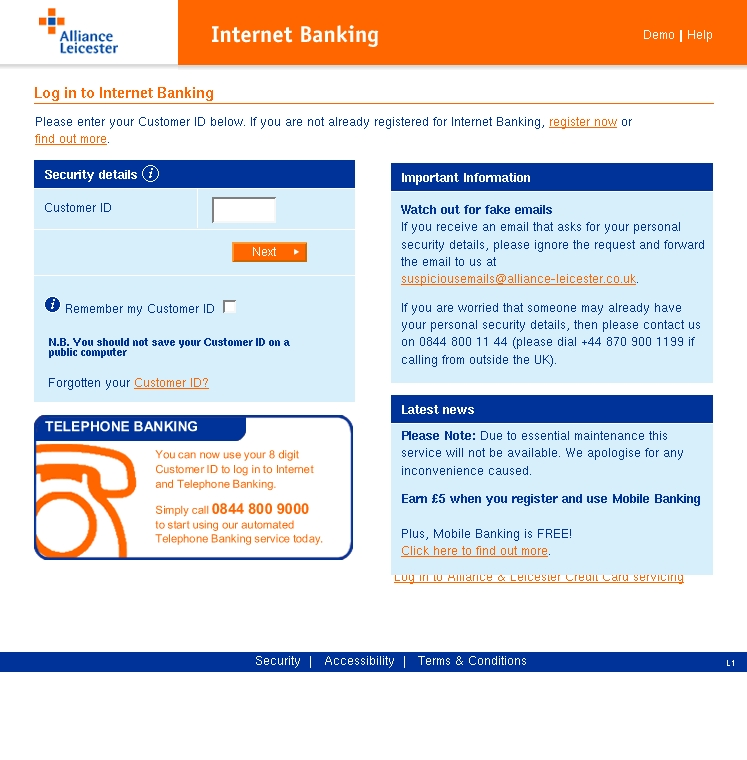 Alliance
Leicester
Internet Banking
Demo | Help
Log in to Internet Banking
Please enter your Customer ID below. If you are not already registered for Internet Banking, register now or
find out more.
Security details i
Customer ID
Next
i Remember my Customer ID
N.B. You should not save your Customer ID on a
public computer
Forgotten your Customer ID?
TELEPHONE BANKING
You can now use your 8 digit
Customer ID to log in to Internet
and Telephone Banking.
Simply call 0844 800 9000
to start using our automated
Telephone Banking service today.
Important Information
Watch out for fake emails
If you receive an email that asks for your personal
security details, please ignore the request and forward
the email to us at
suspiciousemails@alliance-leicester.co.uk.
If you are worried that someone may already have
your personal security details, then please contact us
on 0844 800 11 44 (please dial +44 870 900 1199 if
calling from outside the UK).
Latest news
Please Note: Due to essential maintenance this
service will not be available. We apologise for any
inconvenience caused.
Earn £5 when you register and use Mobile Banking
Plus, Mobile Banking is FREE!
Click here to find out more.
Log in to Alliance & Leicester Credit Card servicing
Security | Accessibility | Terms & Conditions
L1